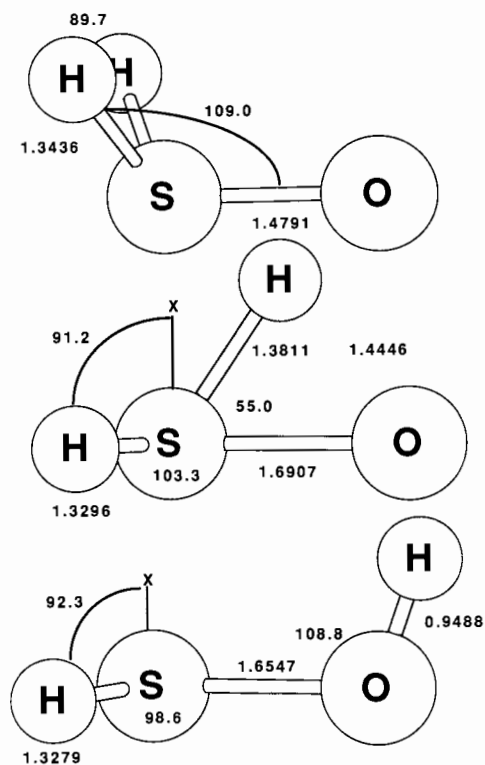 89.7
H
H
109.0
1.3436
S
O
1.4791
H
X
91.2
1.3811
1.4446
55.0
H
S
O
103.3
1.6907
1.3296
H
X
92.3
0.9488
108.8
1.6547
S
O
H
98.6
1.3279